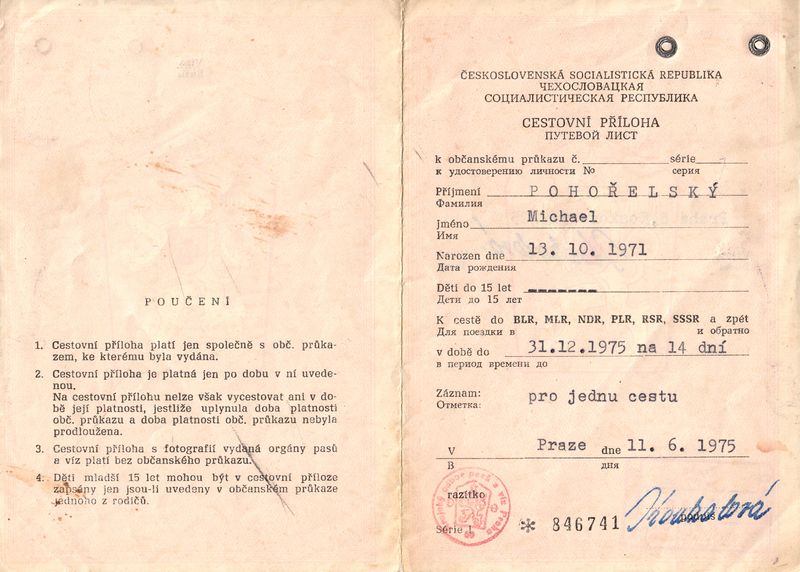 POUČENÍ
1. Cestovní příloha platí jen společně s obč. průka-
zem, ke kterému byla vydána.
2. Cestovní příloha je platná jen po dobu v ní uvede-
nou.
Na cestovní přílohu nelze však vycestovat ani v do-
bě její platnosti, jestliže uplynula doba platnosti
obč. průkazu a doba platnosti obč. průkazu nebyla
prodloužena.
3. Cestovní příloha s fotografií vydaná orgány pasů
a víz platí bez občanského průkazu.
4. Děti mladší 15 let mohou být v cestovní příloze
zapsány jen jsou-li uvedeny v občanském průkaze
jednoho z rodičů.
ČESKOSLOVENSKÁ SOCIALISTICKÁ REPUBLIKA
ЧЕХОСЛОВАЦКАЯ
СОЦИАЛИСТИЧЕСКАЯ РЕСПУБЛИКА
CESTOVNÍ PŘÍLOHA
ПУТЕВОЙ ЛИСТ
k občanskému průkazu č. série
к удостоверению личности No серия
Příjmení POHOŘELSKÝ
Фамилия
Jméno Michael
Имя
Narozen dne 13. 10. 1971
Дата рождения
Děti do 15 let -------
Дети до 15 лет
K cestě do BLR, MLR, NDR, PLR, RSR, SSSR a zpět
Для поездки в и обратно
v době do 31.12.1975 na 14 dní
в период времени до
Záznam: pro jednu cestu
Отметка:
V Praze dne 11. 6. 1975
В дня
razítko
Série I * 846741